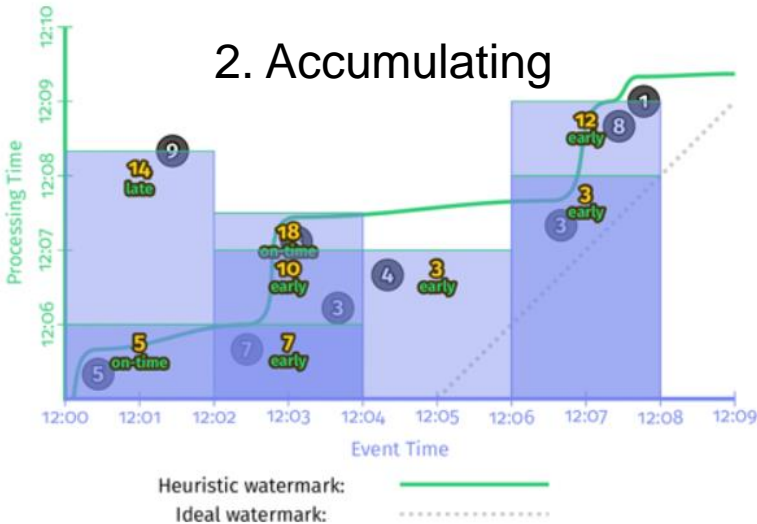 2. Accumulating
12:10
12:09
12:08
12:07
12:06
Processing Time
1
12
early
8
9
14
late
3
early
3
18
on-time
10
early
4
3
early
3
5
on-time
5
7
7
early
12:00 12:01 12:02 12:03 12:04 12:05 12:06 12:07 12:08 12:09
Event Time
Heuristic watermark:
Ideal watermark: